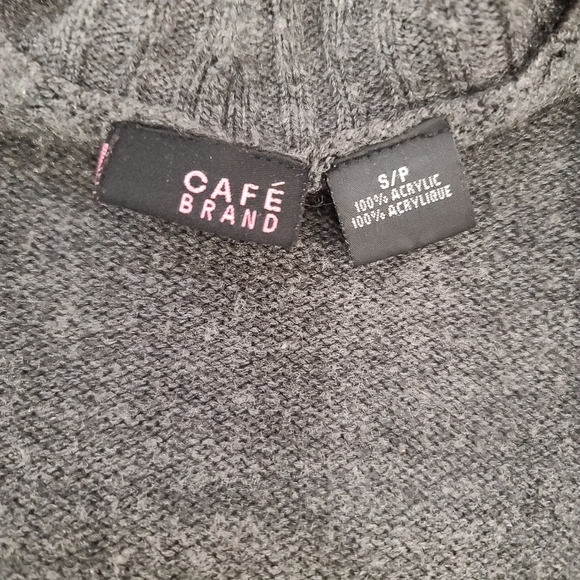 CAFÉ
BRAND
S/P
100% ACRYLIC
100% ACRYLIQUE